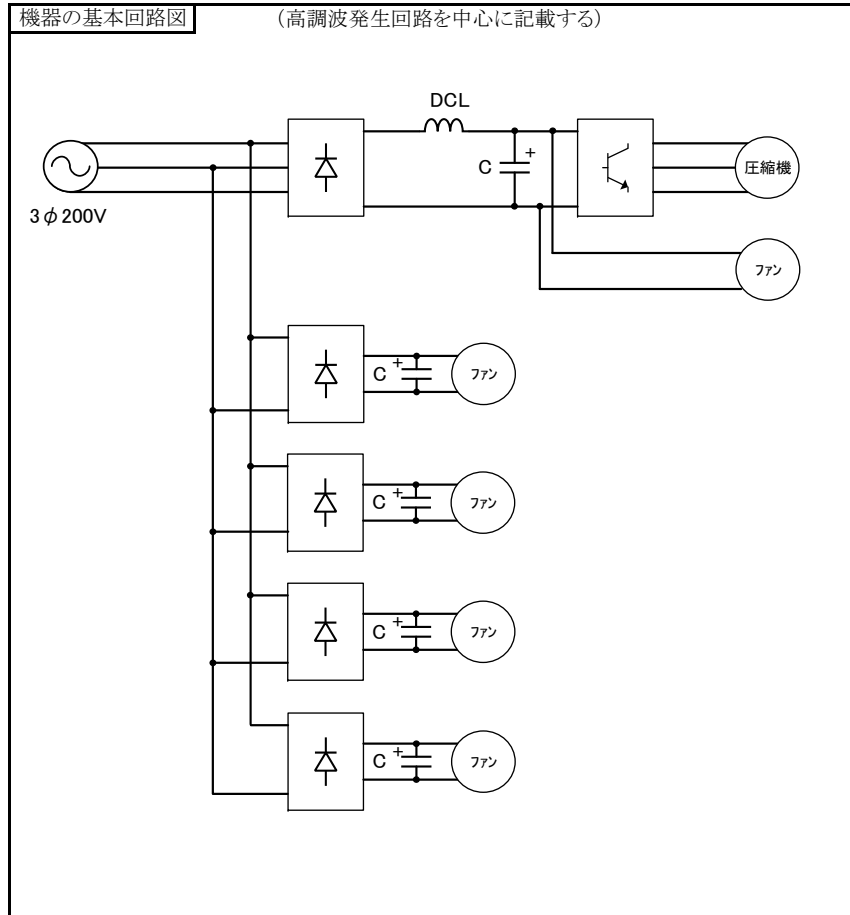 機器の基本回路図 (高調波発生回路を中心に記載する)
DCL
C +
圧縮機
3φ200V
ファン
C + ファン
C + ファン
C + ファン
C + ファン